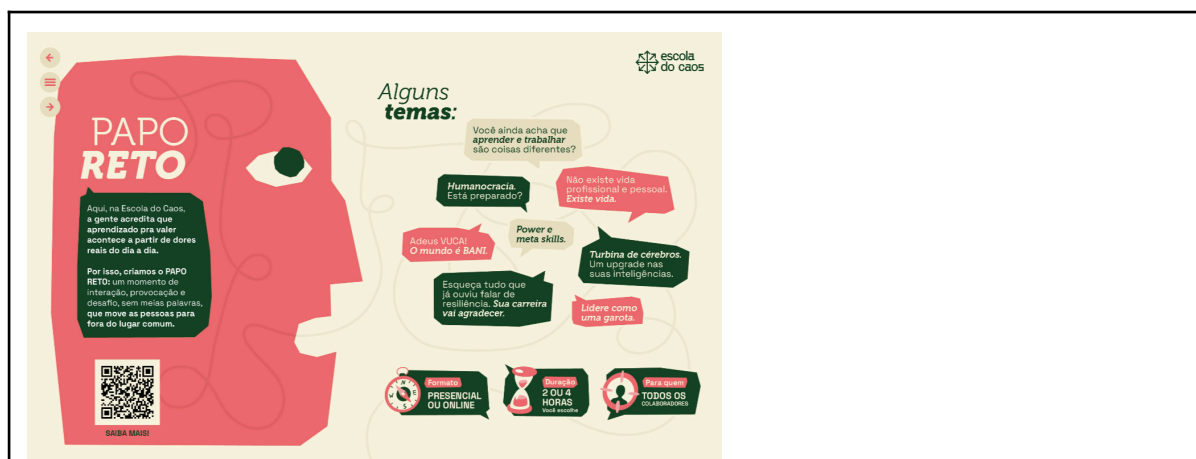 escola
do caos
PAPO
RETO
Aqui, na Escola do Caos,
a gente acredita que
aprendizado pra valer
acontece a partir de dores
reais do dia a dia.
Por isso, criamos o PAPO
RETO: um momento de
interação, provocação e
desafio, sem meias palavras,
que move as pessoas para
fora do lugar comum.
SAIBA MAIS!
Alguns
temas:
Você ainda acha que
aprender e trabalhar
são coisas diferentes?
Humanocracia.
Está preparado?
Não existe vida
profissional e pessoal.
Existe vida.
Adeus VUCA!
O mundo é BANI.
Power e
meta skills.
Turbina de cérebros.
Um upgrade nas
suas inteligências.
Esqueça tudo que
já ouviu falar de
resiliência. Sua carreira
vai agradecer.
Lidere como
uma garota.
N
E
S
W
Formato
PRESENCIAL
OU ONLINE
Duração
2 OU 4
HORAS
Você escolhe
Para quem
TODOS OS
COLABORADORES